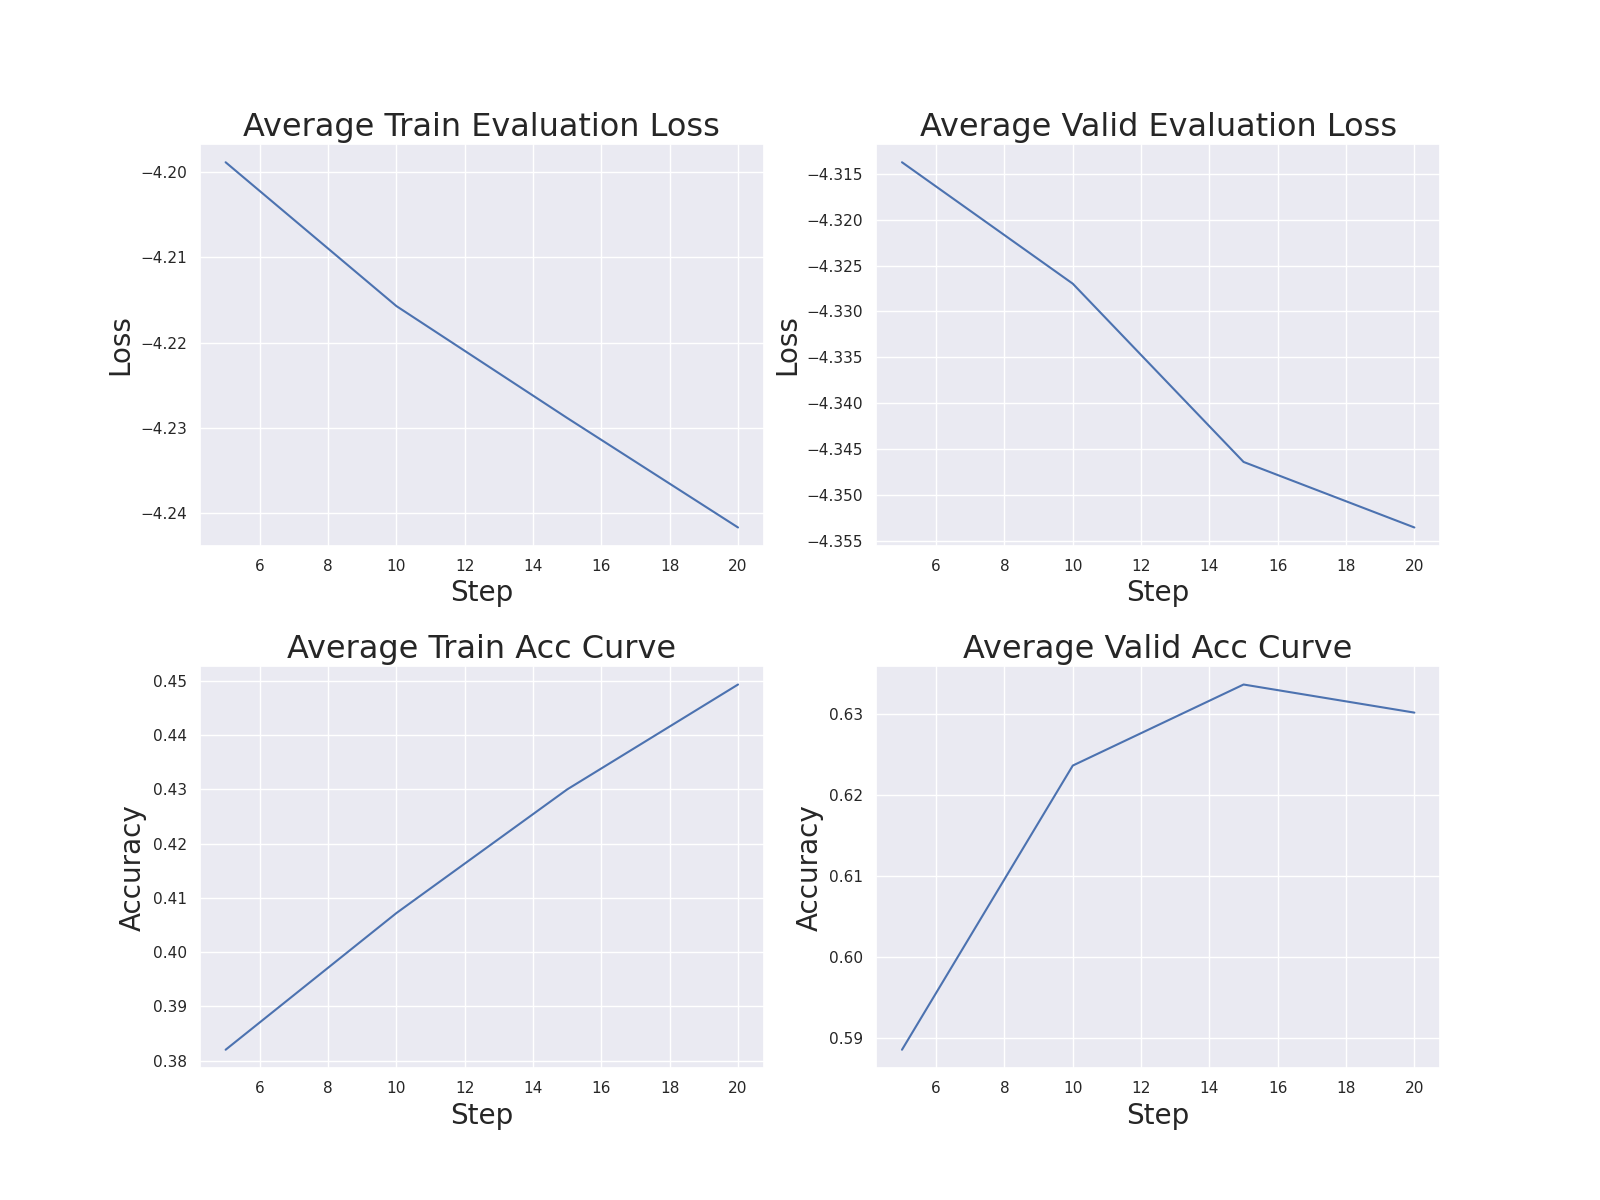 Average Train Evaluation Loss
−4.20
−4.21
−4.22
−4.23
−4.24
Loss
6 8 10 12 14 16 18 20
Step
Average Valid Evaluation Loss
−4.315
−4.320
−4.325
−4.330
−4.335
−4.340
−4.345
−4.350
−4.355
Loss
6 8 10 12 14 16 18 20
Step
Average Train Acc Curve
0.45
0.44
0.43
0.42
0.41
0.40
0.39
0.38
Accuracy
6 8 10 12 14 16 18 20
Step
Average Valid Acc Curve
0.63
0.62
0.61
0.60
0.59
Accuracy
6 8 10 12 14 16 18 20
Step